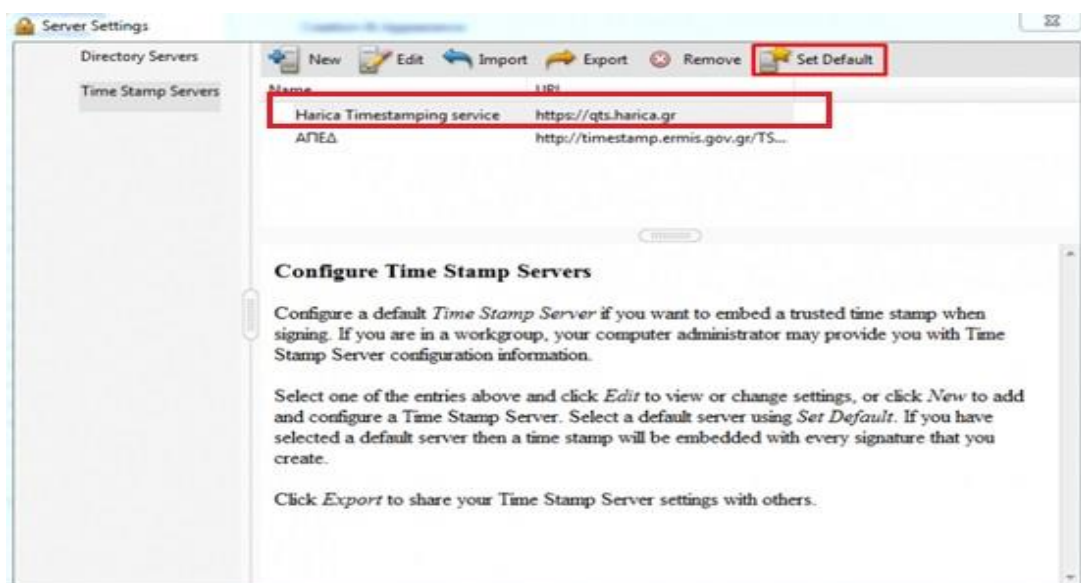 Server Settings
Directory Servers
Time Stamp Servers
New Edit Import Export Remove Set Default
Name URL
Harica Timestamping service https://qts.harica.gr
ΑΠΕΔ http://timestamp.ermis.gov.gr/TS...
Configure Time Stamp Servers
Configure a default Time Stamp Server if you want to embed a trusted time stamp when
signing. If you are in a workgroup, your computer administrator may provide you with Time
Stamp Server configuration information.
Select one of the entries above and click Edit to view or change settings, or click New to add
and configure a Time Stamp Server. Select a default server using Set Default. If you have
selected a default server then a time stamp will be embedded with every signature that you
create.
Click Export to share your Time Stamp Server settings with others.